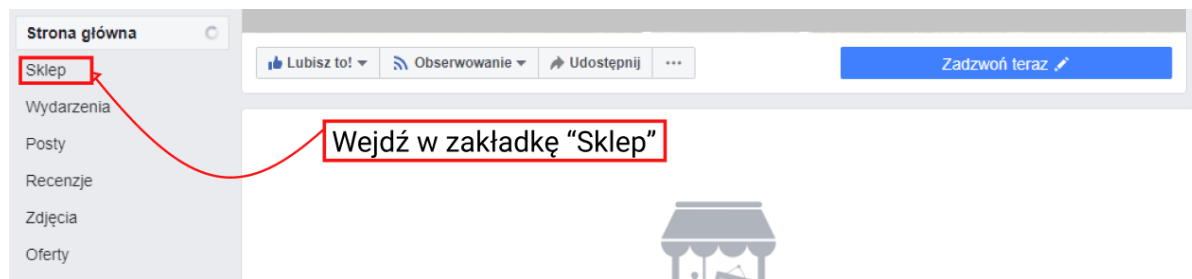 Strona główna
Sklep
Wydarzenia
Posty
Recenzje
Zdjęcia
Oferty
Lubisz to! Obserwowanie Udostępnij ...
Zadzwoń teraz
Wejdź w zakładkę “Sklep”